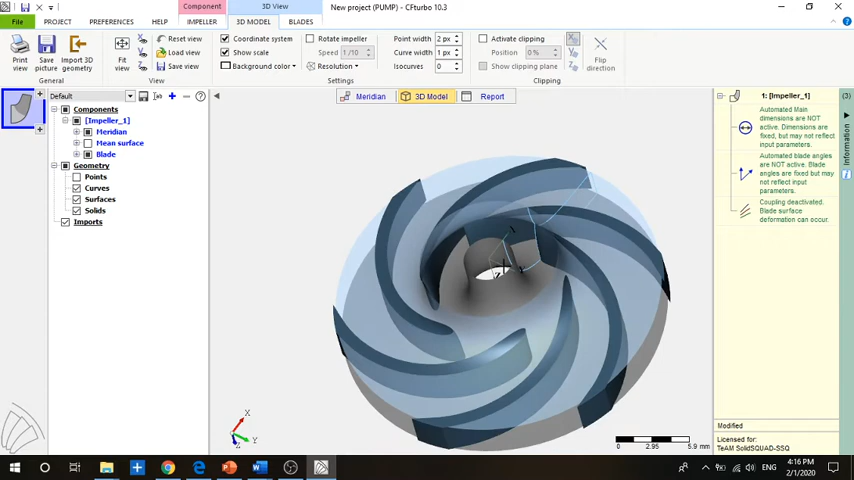 Component
3D View
New project (PUMP) - CFturbo 10.3
File
PROJECT
PREFERENCES
HELP
IMPELLER
3D MODEL
BLADES
Print view
Save picture
Import 3D geometry
General
Fit view
Reset view
Load view
Save view
View
Coordinate system
Show scale
Background color
Rotate impeller
Speed 1/10
Resolution
Settings
Point width 2 px
Curve width 1 px
Isocurves 0
Activate clipping
Position 0 %
Show clipping plane
Flip direction
Clipping
Default
Meridian
3D Model
Report
Components
[Impeller_1]
Meridian
Mean surface
Blade
Geometry
Points
Curves
Surfaces
Solids
Imports
1: [Impeller_1]
Automated Main
dimensions are NOT
active. Dimensions are
fixed, but may not reflect
input parameters.
Automated blade angles
are NOT active. Blade
angles are fixed but may
not reflect input
parameters.
Coupling deactivated.
Blade surface
deformation can occur.
(3)
Information
X
Y
Z
0
2.95
5.9 mm
Modified
Licensed for:
TeAM SolidSQUAD-SSQ
ENG
4:16 PM
2/1/2020